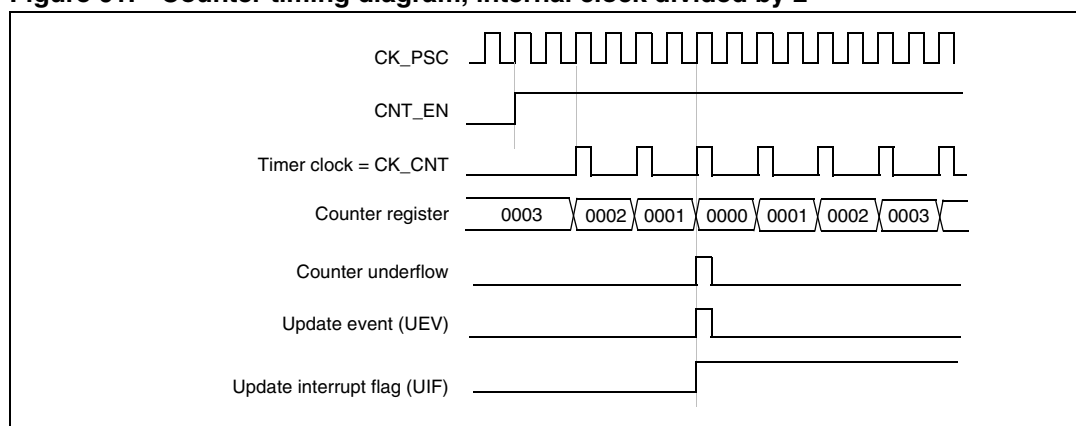 Figure 91. Counter timing diagram, internal clock divided by 2
CK_PSC
CNT_EN
Timer clock = CK_CNT
Counter register 0003 0002 0001 0000 0001 0002 0003
Counter underflow
Update event (UEV)
Update interrupt flag (UIF)